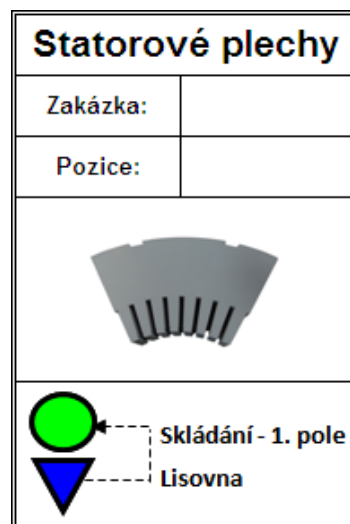 Statorové plechy
Zakázka:
Pozice:
Skládání - 1. pole
Lisovna